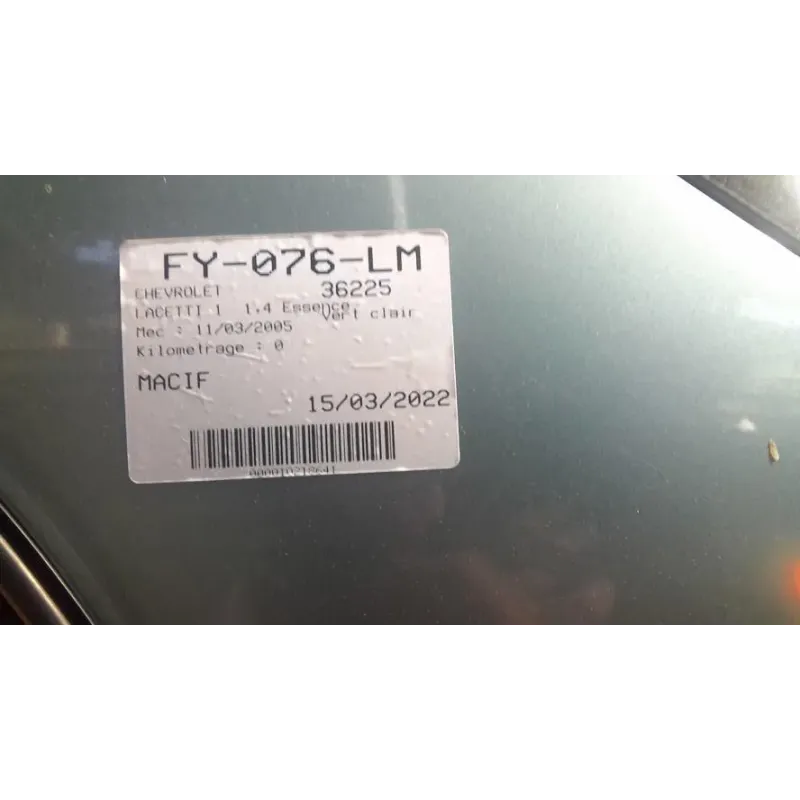 FY-076-LM
CHEVROLET 36225
LACETTI 1 1.4 Essence
Vert clair
Mec : 11/03/2005
Kilometrage : 0
MACIF
15/03/2022